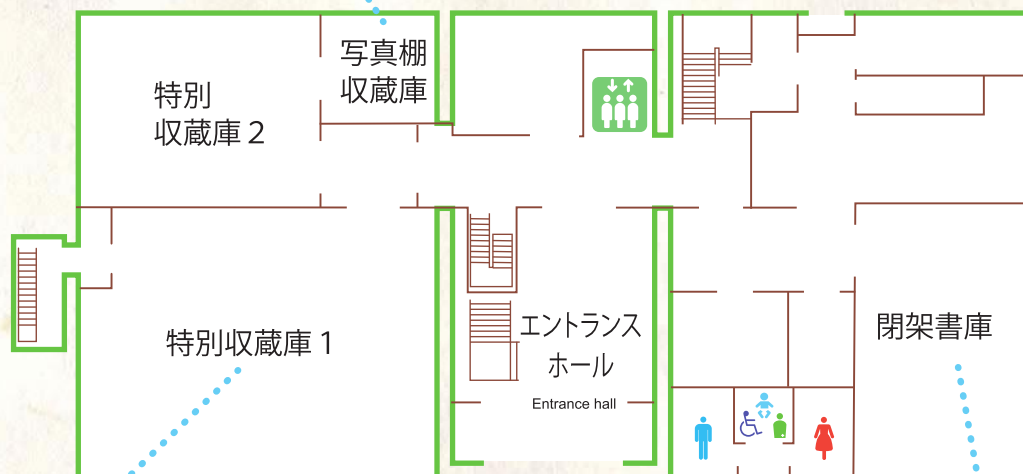 写真棚
収蔵庫
特別
収蔵庫2
特別収蔵庫1
エントランス
ホール
Entrance hall
閉架書庫